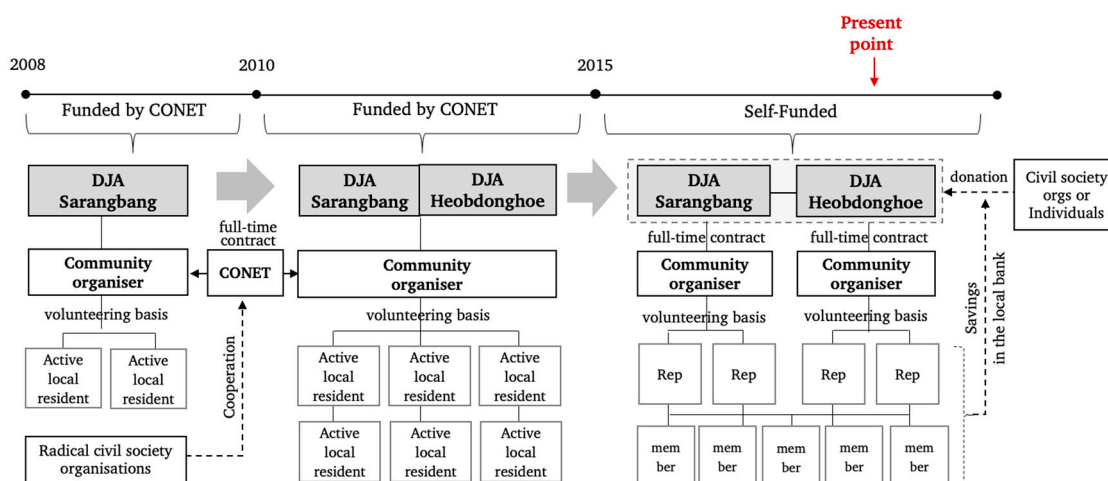 Present
point
2008
2010
2015
Funded by CONET
Funded by CONET
Self-Funded
DJA
Sarangbang
DJA
Sarangbang
DJA
Heobdonghoe
DJA
Sarangbang
DJA
Heobdonghoe
donation
Civil society
orgs or
Individuals
full-time
contract
full-time contract
full-time contract
Community
organiser
CONET
Community
organiser
Community
organiser
Community
organiser
Savings
in the local bank
volunteering basis
volunteering basis
volunteering basis
volunteering basis
Active
local
resident
Active
local
resident
Cooperation
Active
local
resident
Active
local
resident
Active
local
resident
Rep
Rep
Rep
Rep
Radical civil society
organisations
Active
local
resident
Active
local
resident
Active
local
resident
mem
ber
mem
ber
mem
ber
mem
ber
mem
ber